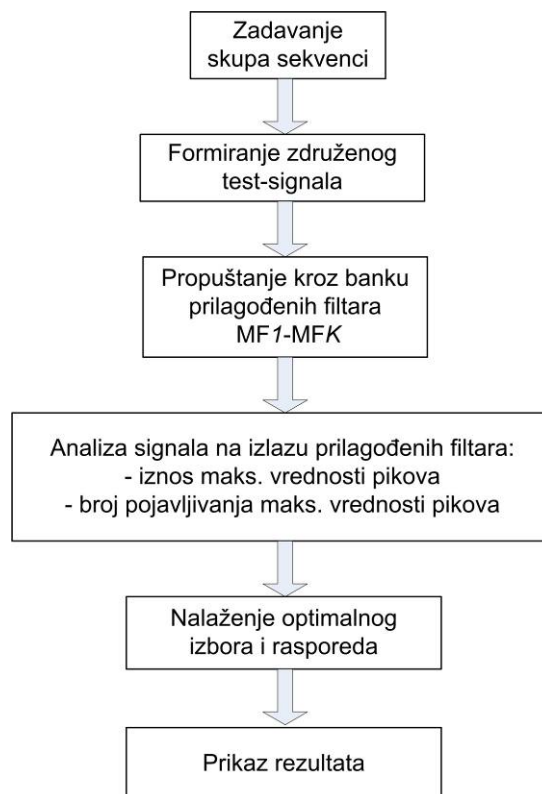 Zadavanje
skupa sekvenci
Formiranje združenog
test-signala
Propuštanje kroz banku
prilagođenih filtara
MF1-MFK
Analiza signala na izlazu prilagođenih filtara:
- iznos maks. vrednosti pikova
- broj pojavljivanja maks. vrednosti pikova
Nalaženje optimalnog
izbora i rasporeda
Prikaz rezultata